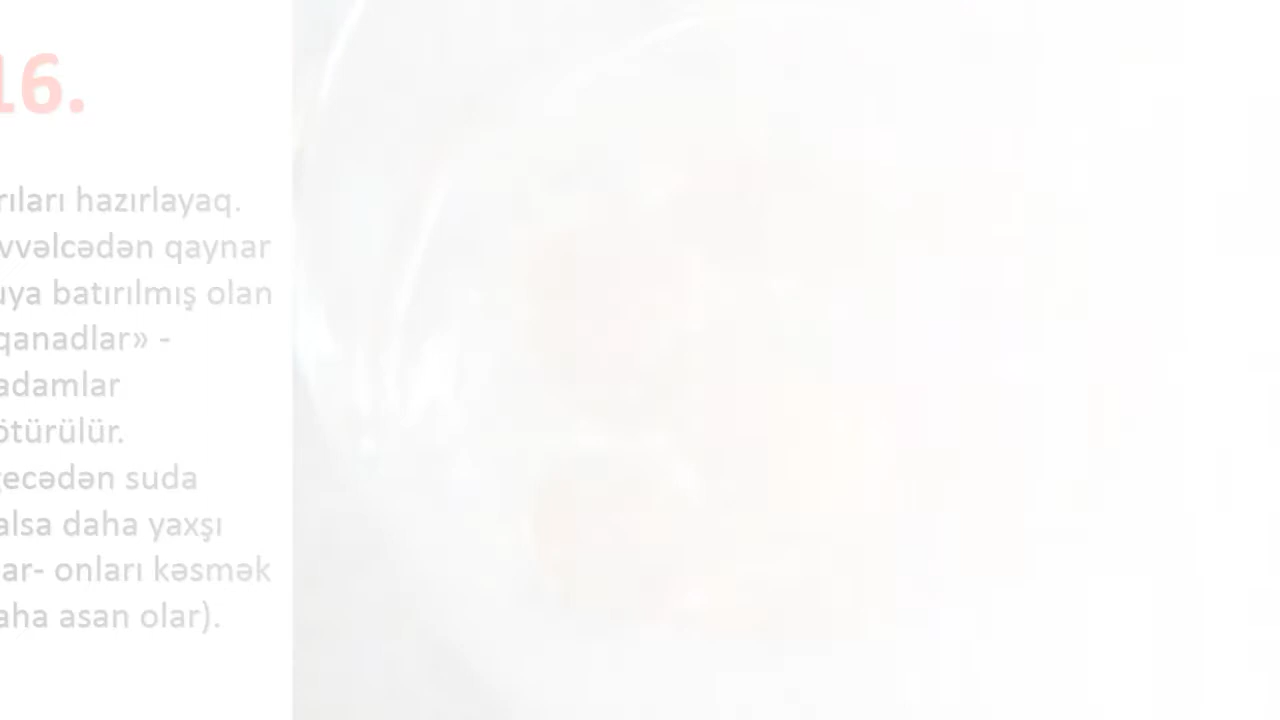 16.
rıları hazırlayaq.
vvəlcədən qaynar
uya batırılmış olan
qanadlar» -
adamlar
ötürülür.
gecədən suda
alsa daha yaxşı
ar- onları kəsmək
aha asan olar).